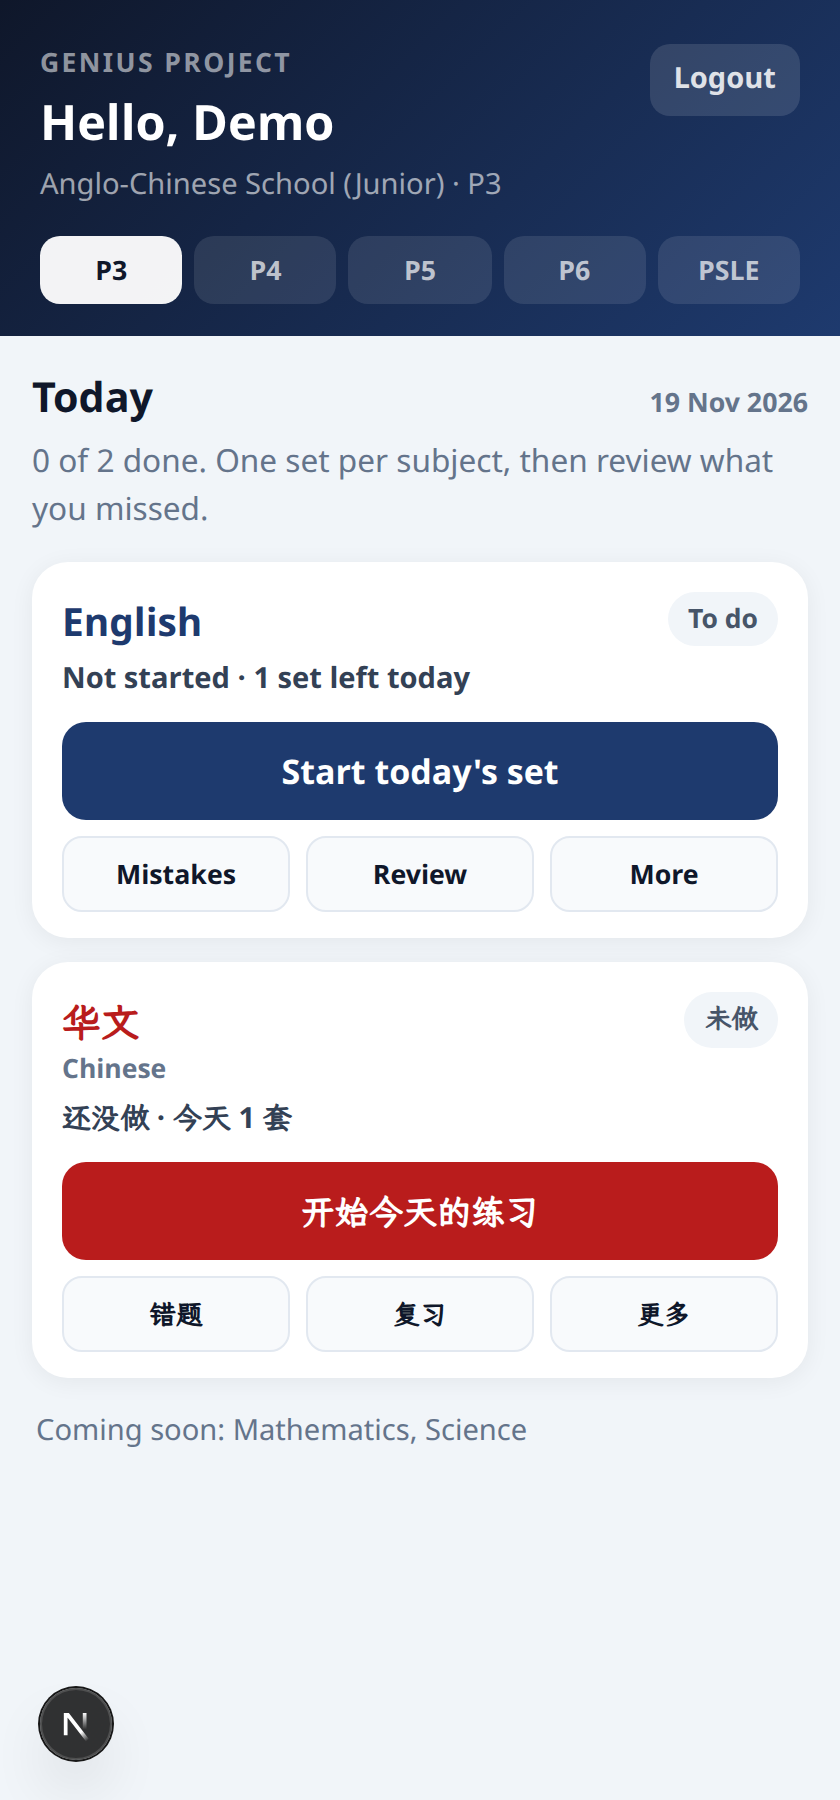 GENIUS PROJECT
Logout
Hello, Demo
Anglo-Chinese School (Junior) · P3
P3 P4 P5 P6 PSLE
Today
19 Nov 2026
0 of 2 done. One set per subject, then review what
you missed.
English
To do
Not started · 1 set left today
Start today's set
Mistakes Review More
华文
未做
Chinese
还没做 · 今天 1 套
开始今天的练习
错题 复习 更多
Coming soon: Mathematics, Science
N